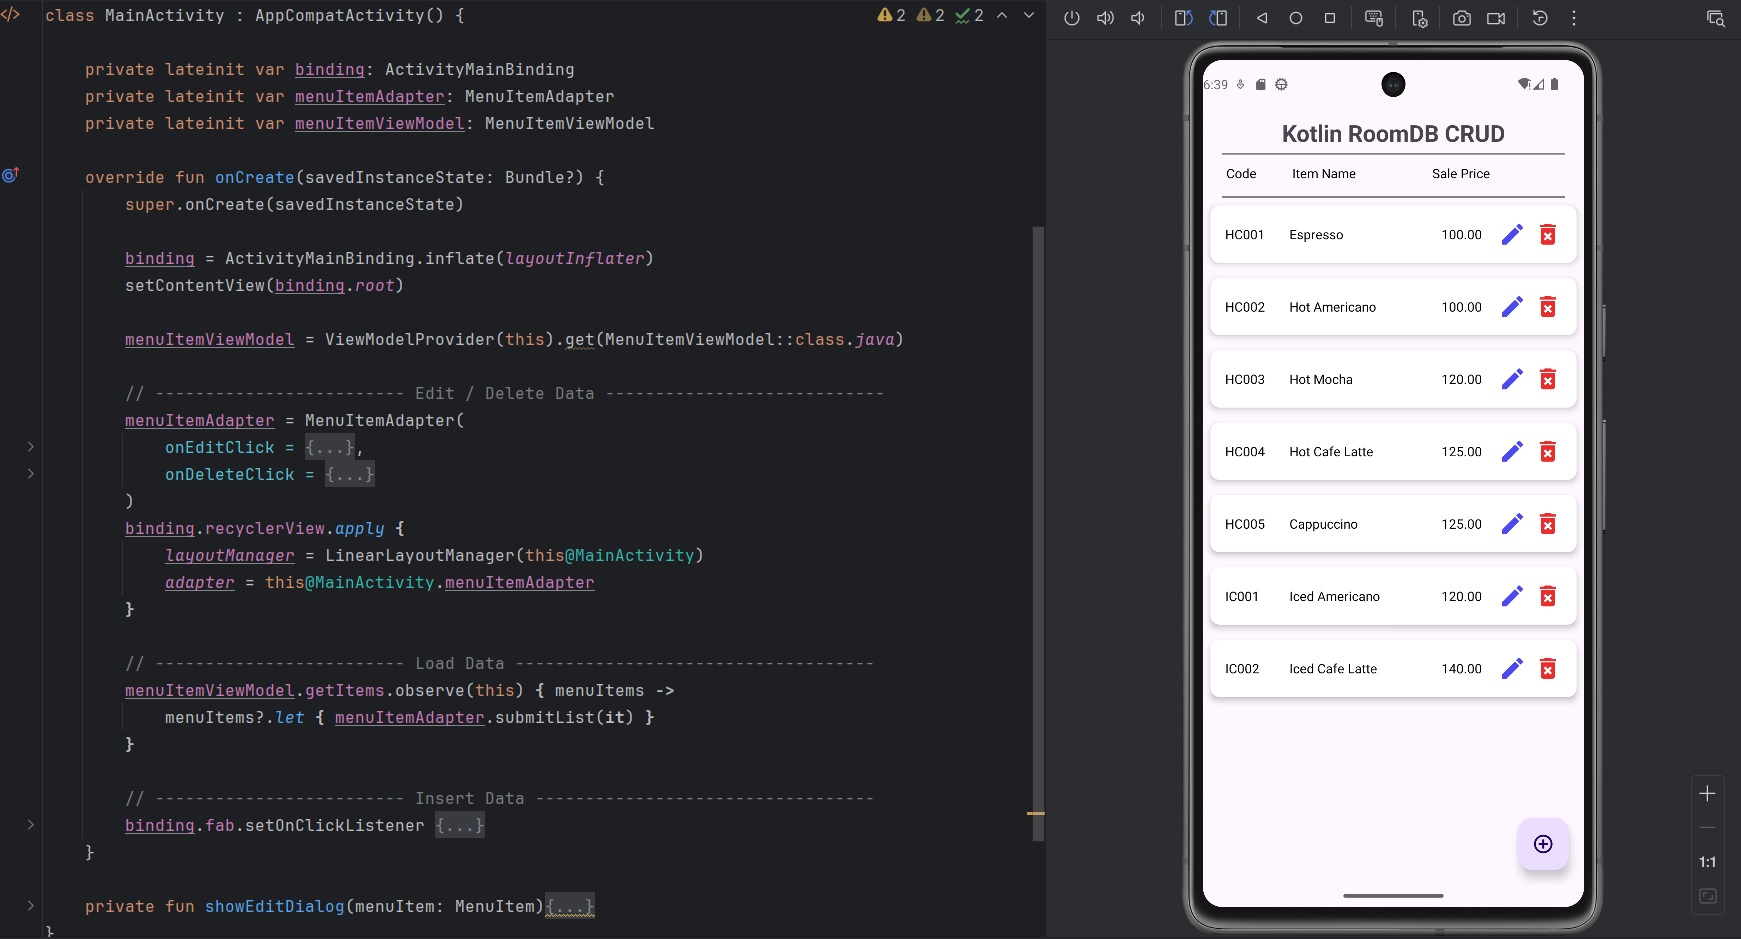 class MainActivity : AppCompatActivity() {
2 2 2
private lateinit var binding: ActivityMainBinding
private lateinit var menuItemAdapter: MenuItemAdapter
private lateinit var menuItemViewModel: MenuItemViewModel
override fun onCreate(savedInstanceState: Bundle?) {
super.onCreate(savedInstanceState)
binding = ActivityMainBinding.inflate(layoutInflater)
setContentView(binding.root)
menuItemViewModel = ViewModelProvider(this).get(MenuItemViewModel::class.java)
// ------------------------- Edit / Delete Data ----------------------------
menuItemAdapter = MenuItemAdapter(
onEditClick = {...},
onDeleteClick = {...}
)
binding.recyclerView.apply {
layoutManager = LinearLayoutManager(this@MainActivity)
adapter = this@MainActivity.menuItemAdapter
}
// ------------------------- Load Data ------------------------------------
menuItemViewModel.getItems.observe(this) { menuItems ->
menuItems?.let { menuItemAdapter.submitList(it) }
}
// ------------------------- Insert Data ----------------------------------
binding.fab.setOnClickListener {...}
}
private fun showEditDialog(menuItem: MenuItem){...}
}
6:39
Kotlin RoomDB CRUD
Code Item Name Sale Price
HC001 Espresso 100.00
HC002 Hot Americano 100.00
HC003 Hot Mocha 120.00
HC004 Hot Cafe Latte 125.00
HC005 Cappuccino 125.00
IC001 Iced Americano 120.00
IC002 Iced Cafe Latte 140.00
1:1